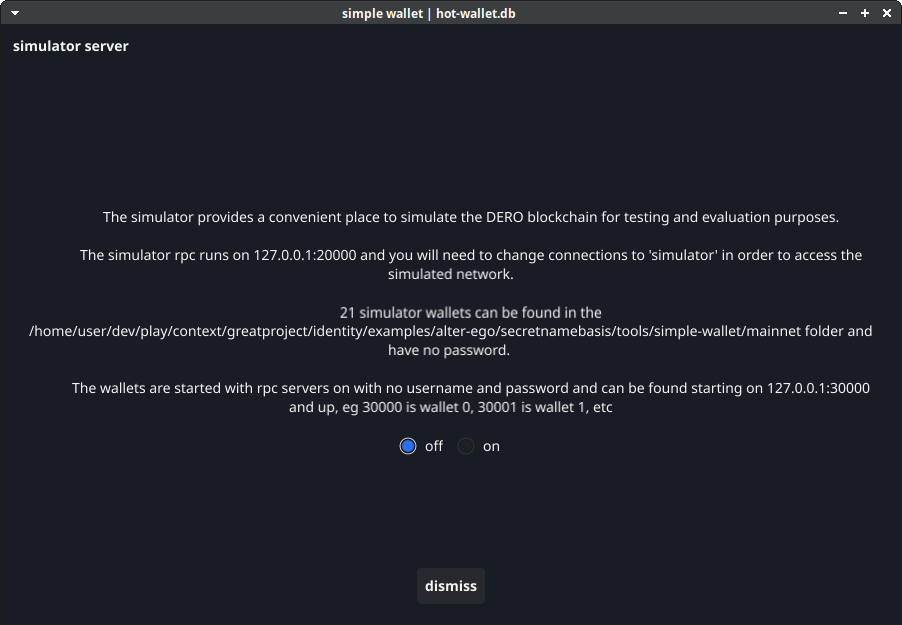 simple wallet | hot-wallet.db
simulator server
The simulator provides a convenient place to simulate the DERO blockchain for testing and evaluation purposes.
The simulator rpc runs on 127.0.0.1:20000 and you will need to change connections to 'simulator' in order to access the
simulated network.
21 simulator wallets can be found in the
/home/user/dev/play/context/greatproject/identity/examples/alter-ego/secretnamebasis/tools/simple-wallet/mainnet folder and
have no password.
The wallets are started with rpc servers on with no username and password and can be found starting on 127.0.0.1:30000
and up, eg 30000 is wallet 0, 30001 is wallet 1, etc
off on
dismiss